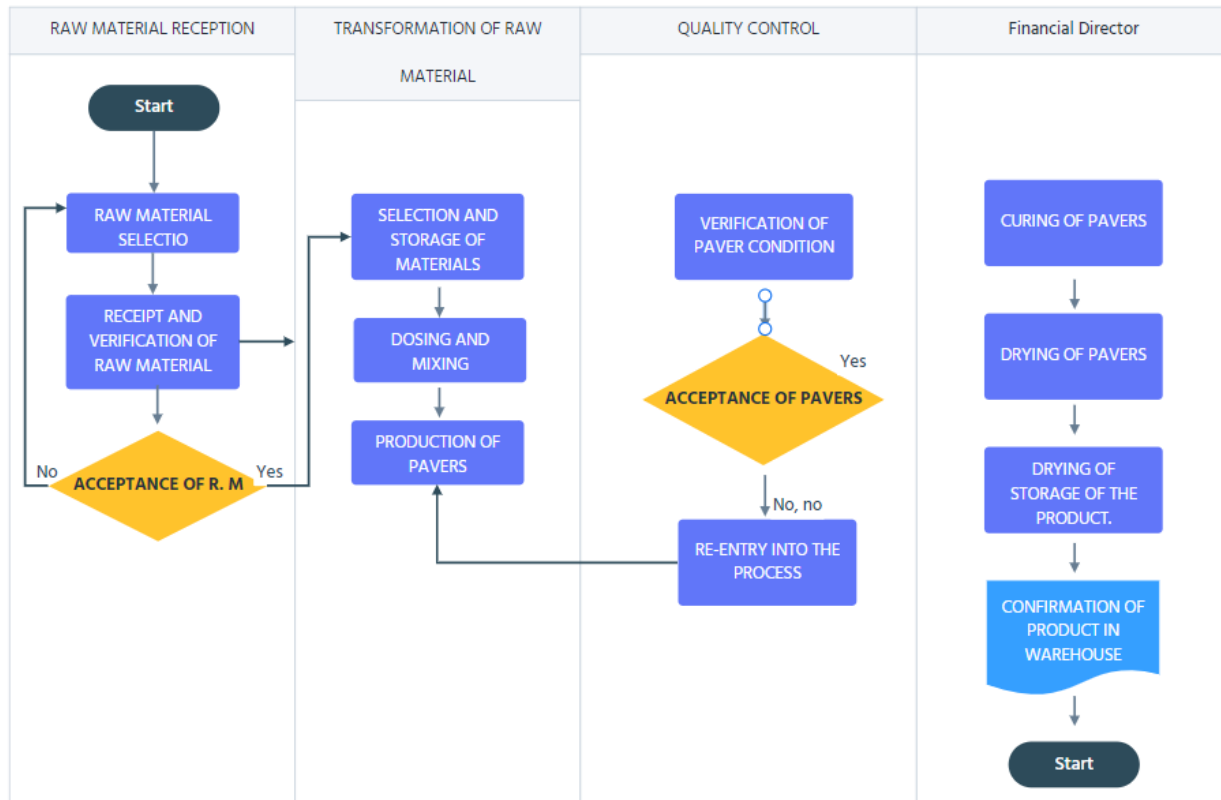 RAW MATERIAL RECEPTION
TRANSFORMATION OF RAW
MATERIAL
QUALITY CONTROL
Financial Director
Start
RAW MATERIAL
SELECTIO
RECEIPT AND
VERIFICATION OF
RAW MATERIAL
No
ACCEPTANCE OF R. M
Yes
SELECTION AND
STORAGE OF
MATERIALS
DOSING AND
MIXING
PRODUCTION OF
PAVERS
VERIFICATION OF
PAVER CONDITION
Yes
ACCEPTANCE OF PAVERS
No, no
RE-ENTRY INTO THE
PROCESS
CURING OF PAVERS
DRYING OF PAVERS
DRYING OF
STORAGE OF THE
PRODUCT.
CONFIRMATION OF
PRODUCT IN
WAREHOUSE
Start